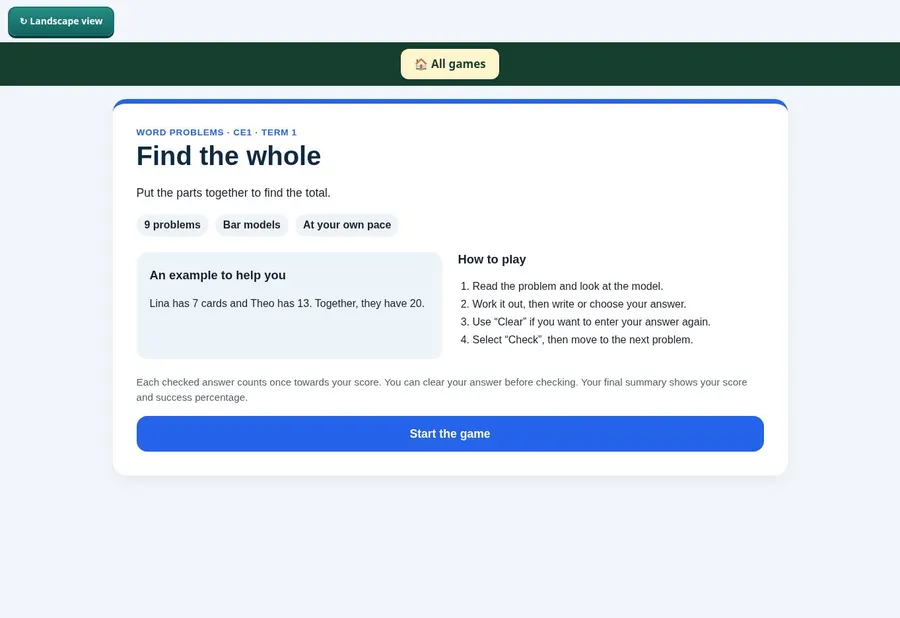 ↻ Landscape view
🏠 All games
WORD PROBLEMS · CE1 · TERM 1
Find the whole
Put the parts together to find the total.
9 problems
Bar models
At your own pace
An example to help you
Lina has 7 cards and Theo has 13. Together, they have 20.
How to play
1. Read the problem and look at the model.
2. Work it out, then write or choose your answer.
3. Use “Clear” if you want to enter your answer again.
4. Select “Check”, then move to the next problem.
Each checked answer counts once towards your score. You can clear your answer before checking. Your final summary shows your score
and success percentage.
Start the game